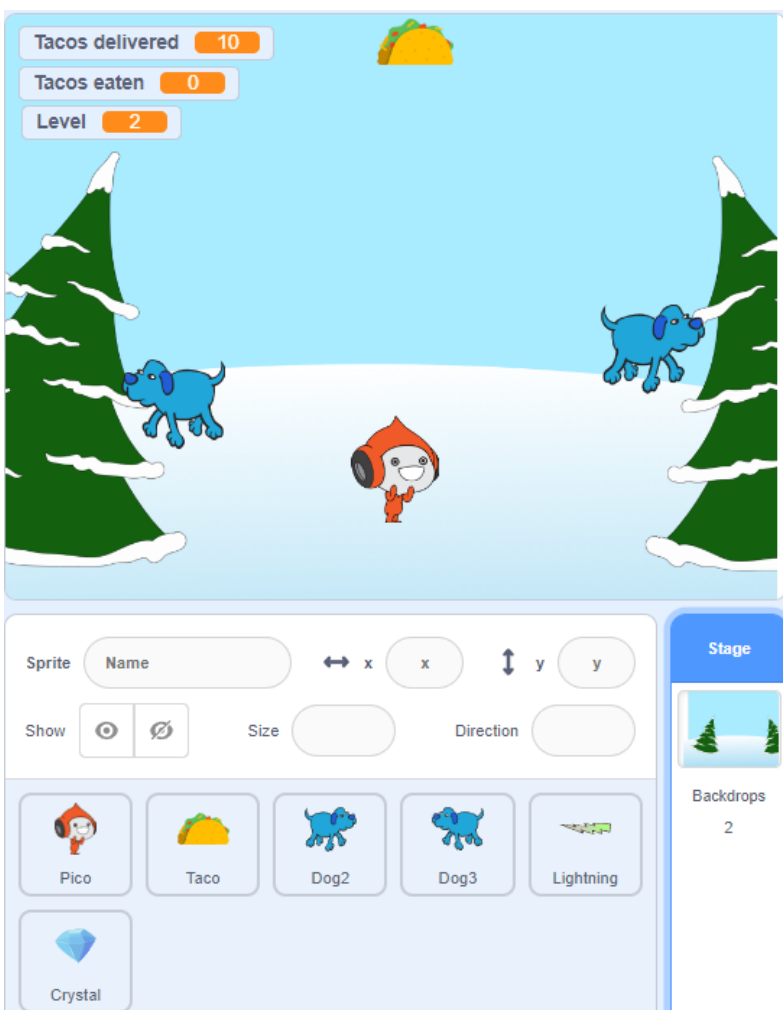 Tacos delivered 10
Tacos eaten 0
Level 2
Sprite Name x x y y
Show Size Direction
Stage
Backdrops
2
Pico Taco Dog2 Dog3 Lightning
Crystal